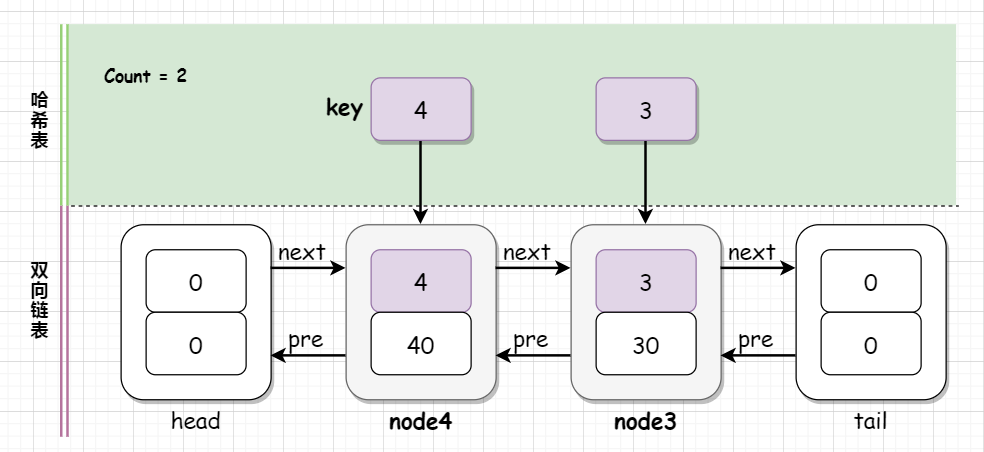 哈希表
Count = 2
key
4
3
双向链表
next
next
next
0
4
3
0
0
40
30
0
pre
pre
pre
head
node4
node3
tail